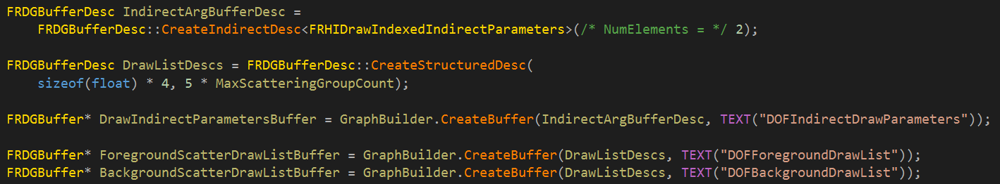 FRDGBufferDesc IndirectArgBufferDesc =
    FRDGBufferDesc::CreateIndirectDesc<FRHIDrawIndexedIndirectParameters>(/* NumElements = */ 2);
FRDGBufferDesc DrawListDescs = FRDGBufferDesc::CreateStructuredDesc(
    sizeof(float) * 4, 5 * MaxScatteringGroupCount);
FRDGBuffer* DrawIndirectParametersBuffer = GraphBuilder.CreateBuffer(IndirectArgBufferDesc, TEXT("DOFIndirectDrawParameters"));
FRDGBuffer* ForegroundScatterDrawListBuffer = GraphBuilder.CreateBuffer(DrawListDescs, TEXT("DOFForegroundDrawList"));
FRDGBuffer* BackgroundScatterDrawListBuffer = GraphBuilder.CreateBuffer(DrawListDescs, TEXT("DOFBackgroundDrawList"));